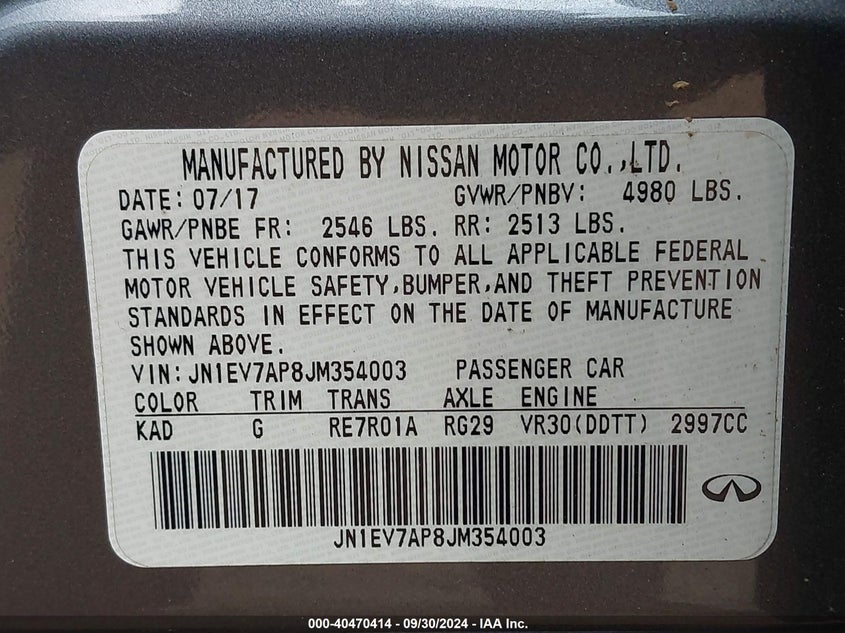 MANUFACTURED BY NISSAN MOTOR CO.,LTD.
DATE: 07/17 GVWR/PNBV: 4980 LBS.
GAWR/PNBE FR: 2546 LBS. RR: 2513 LBS.
THIS VEHICLE CONFORMS TO ALL APPLICABLE FEDERAL
MOTOR VEHICLE SAFETY,BUMPER,AND THEFT PREVENTION
STANDARDS IN EFFECT ON THE DATE OF MANUFACTURE
SHOWN ABOVE.
VIN:JN1EV7AP8JM354003 PASSENGER CAR
COLOR TRIM TRANS AXLE ENGINE
KAD G RE7R01A RG29 VR30(DDTT) 2997CC
JN1EV7AP8JM354003
000-40470414 - 09/30/2024 - IAA Inc.